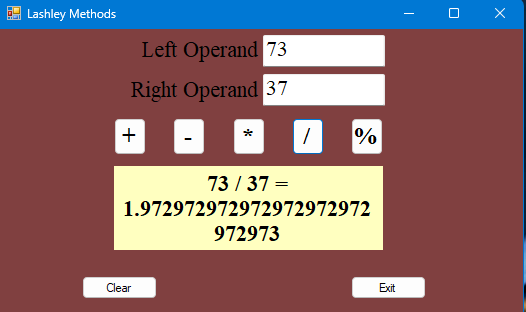 Lashley Methods
Left Operand 73
Right Operand 37
+ - * / %
73 / 37 =
1.972972972972972972972
972973
Clear Exit